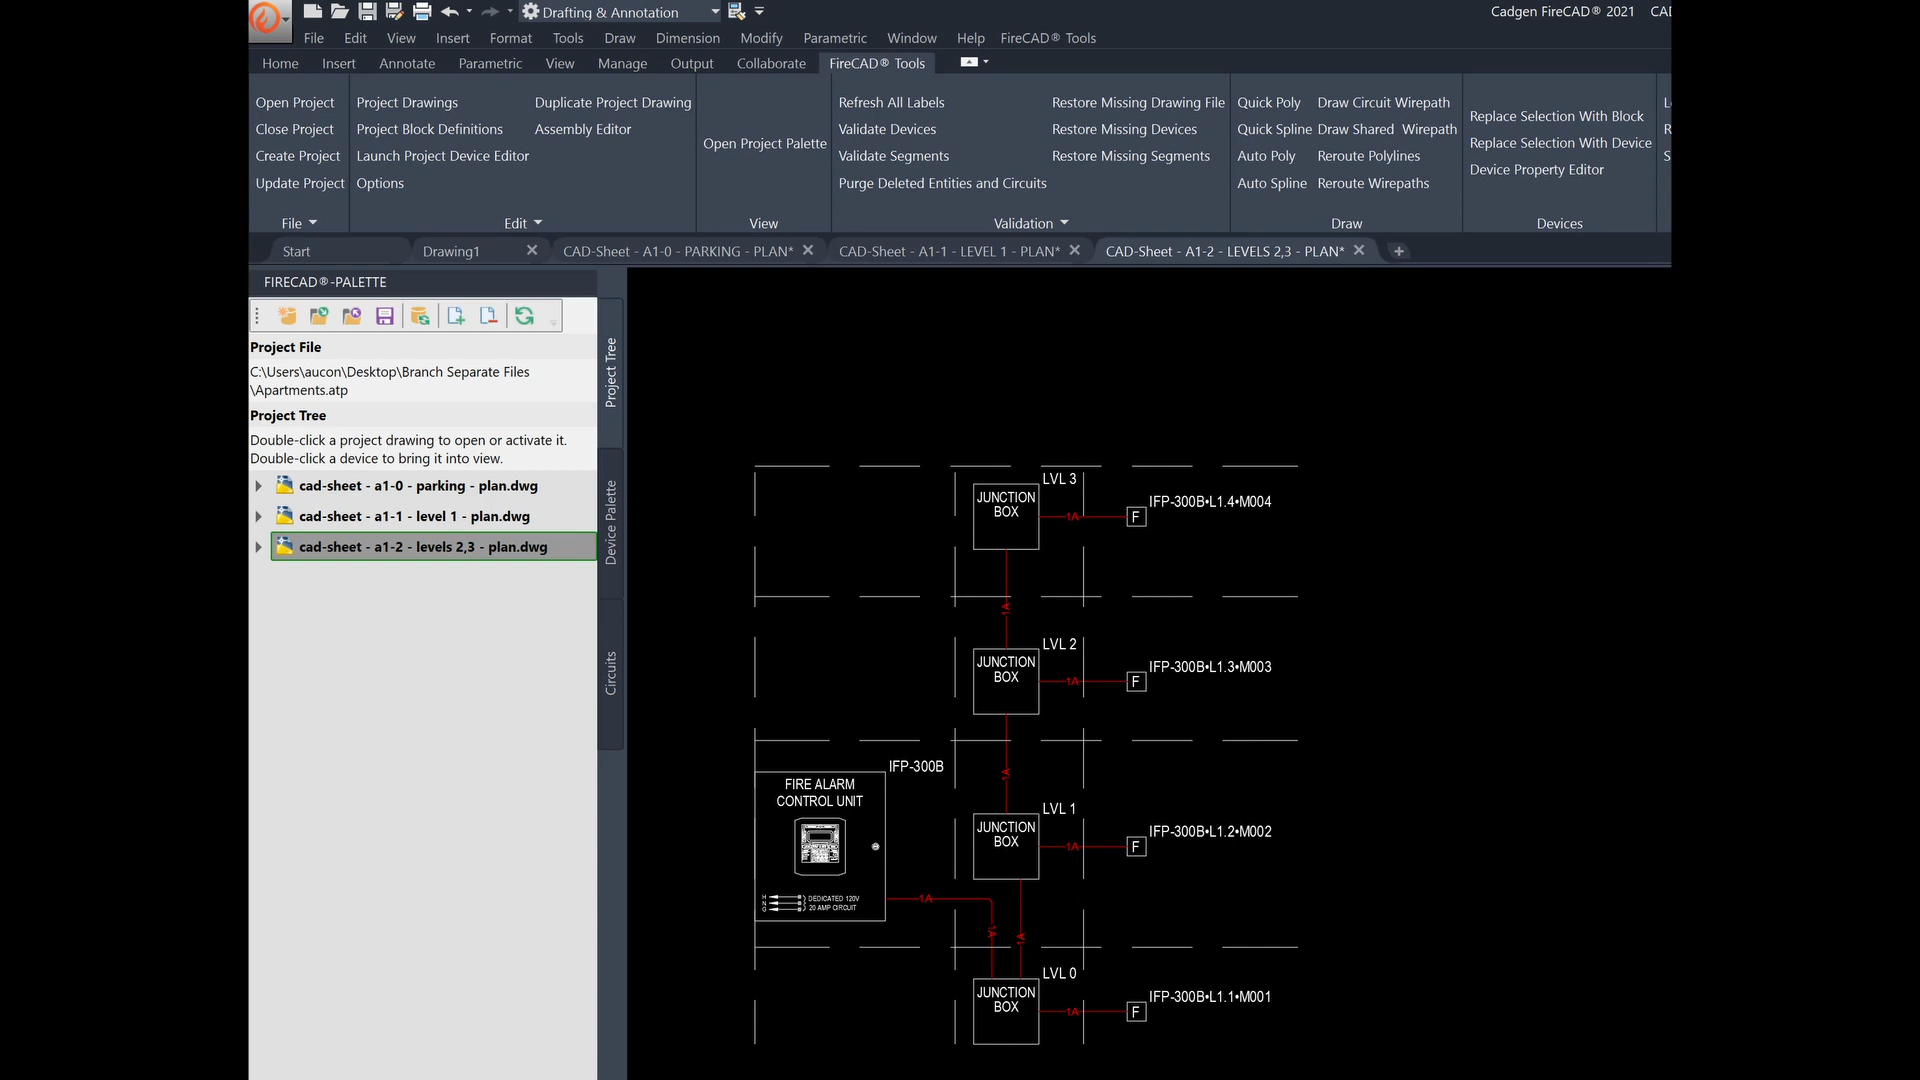 Drafting & Annotation
Cadgen FireCAD® 2021 CAD
File Edit View Insert Format Tools Draw Dimension Modify Parametric Window Help FireCAD® Tools
Home Insert Annotate Parametric View Manage Output Collaborate FireCAD® Tools
Open Project
Close Project
Create Project
Update Project
File
Project Drawings
Project Block Definitions
Launch Project Device Editor
Options
Duplicate Project Drawing
Assembly Editor
Edit
Open Project Palette
View
Refresh All Labels
Validate Devices
Validate Segments
Purge Deleted Entities and Circuits
Restore Missing Drawing File
Restore Missing Devices
Restore Missing Segments
Validation
Quick Poly
Quick Spline
Auto Poly
Auto Spline
Draw Circuit Wirepath
Draw Shared Wirepath
Reroute Polylines
Reroute Wirepaths
Draw
Replace Selection With Block
Replace Selection With Device
Device Property Editor
Devices
Start
Drawing1
CAD-Sheet - A1-0 - PARKING - PLAN*
CAD-Sheet - A1-1 - LEVEL 1 - PLAN*
CAD-Sheet - A1-2 - LEVELS 2,3 - PLAN*
FIRECAD®-PALETTE
Project File
C:\Users\aucon\Desktop\Branch Separate Files
\Apartments.atp
Project Tree
Double-click a project drawing to open or activate it.
Double-click a device to bring it into view.
cad-sheet - a1-0 - parking - plan.dwg
cad-sheet - a1-1 - level 1 - plan.dwg
cad-sheet - a1-2 - levels 2,3 - plan.dwg
Project Tree
Device Palette
Circuits
LVL 3
JUNCTION
BOX
1A
F
IFP-300B•L1.4•M004
1A
LVL 2
JUNCTION
BOX
1A
F
IFP-300B•L1.3•M003
1A
IFP-300B
FIRE ALARM
CONTROL UNIT
H
N
G
DEDICATED 120V
20 AMP CIRCUIT
LVL 1
JUNCTION
BOX
1A
F
IFP-300B•L1.2•M002
1A
1A
1A
LVL 0
JUNCTION
BOX
1A
F
IFP-300B•L1.1•M001